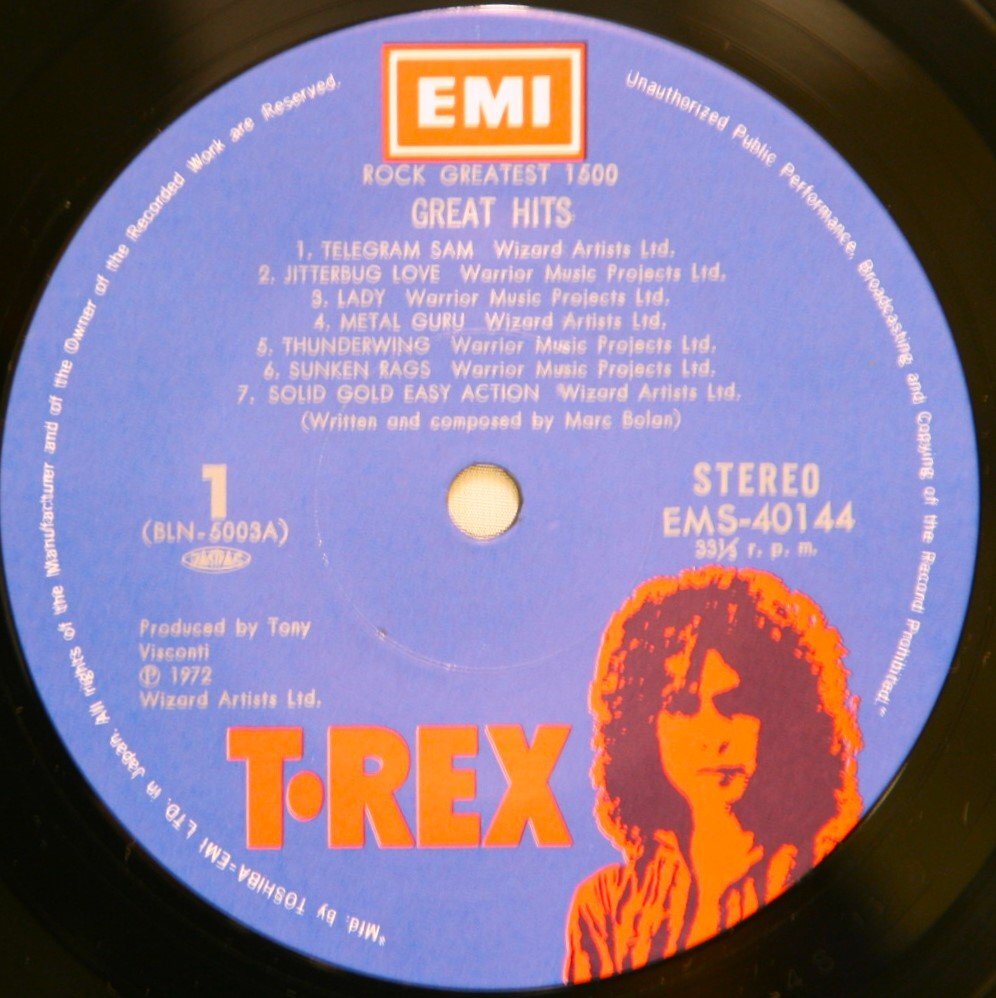 EMI
ROCK GREATEST 1500
GREAT HITS
1. TELEGRAM SAM Wizard Artists Ltd.
2. JITTERBUG LOVE Warrior Music Projects Ltd.
3. LADY Warrior Music Projects Ltd.
4. METAL GURU Wizard Artists Ltd.
5. THUNDERWING Warrior Music Projects Ltd.
6. SUNKEN RAGS Warrior Music Projects Ltd.
7. SOLID GOLD EASY ACTION Wizard Artists Ltd.
(Written and composed by Marc Bolan)
1
(BLN-5003A)
STEREO
EMS-40144
33⅓ r. p. m.
Produced by Tony
Visconti
Ⓟ 1972
Wizard Artists Ltd.
T•REX
"Mfd. by TOSHIBA-EMI LTD. in Japan. All rights of the Manufacturer and of the Owner of the Recorded Work are Reserved.
Unauthorized Public Performance, Broadcasting and Copying of the Record Prohibited."